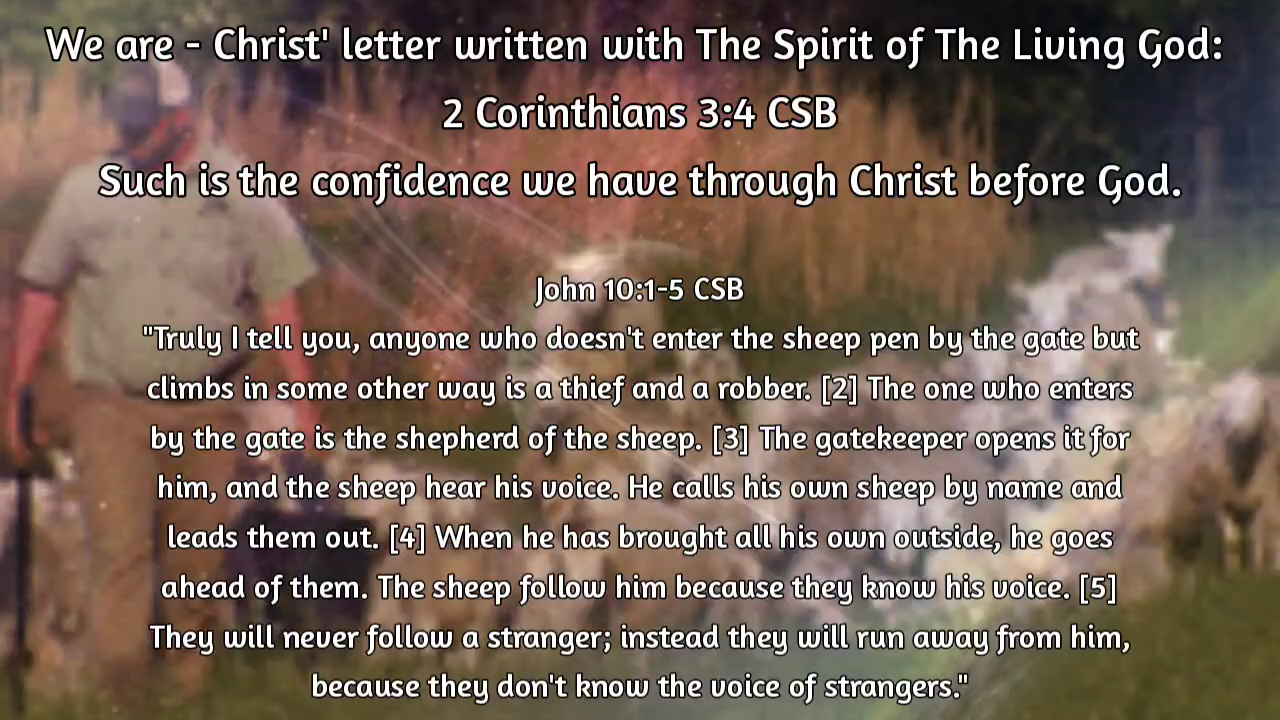 We are - Christ' letter written with The Spirit of The Living God:
2 Corinthians 3:4 CSB
Such is the confidence we have through Christ before God.
John 10:1-5 CSB
"Truly I tell you, anyone who doesn't enter the sheep pen by the gate but
climbs in some other way is a thief and a robber. [2] The one who enters
by the gate is the shepherd of the sheep. [3] The gatekeeper opens it for
him, and the sheep hear his voice. He calls his own sheep by name and
leads them out. [4] When he has brought all his own outside, he goes
ahead of them. The sheep follow him because they know his voice. [5]
They will never follow a stranger; instead they will run away from him,
because they don't know the voice of strangers."